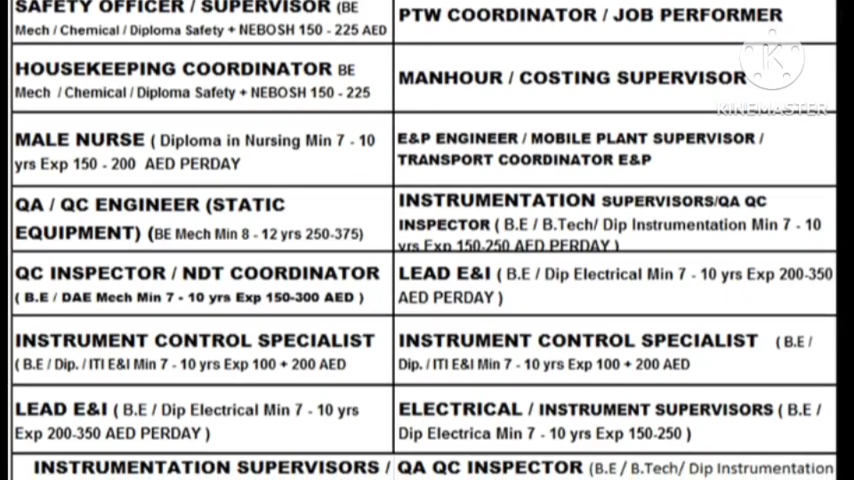 SAFETY OFFICER / SUPERVISOR (BE
Mech / Chemical / Diploma Safety + NEBOSH 150 - 225 AED
PTW COORDINATOR / JOB PERFORMER
HOUSEKEEPING COORDINATOR BE
Mech / Chemical / Diploma Safety + NEBOSH 150 - 225
MANHOUR / COSTING SUPERVISOR
K
KINEMASTER
MALE NURSE ( Diploma in Nursing Min 7 - 10
yrs Exp 150 - 200 AED PERDAY
E&P ENGINEER / MOBILE PLANT SUPERVISOR /
TRANSPORT COORDINATOR E&P
QA / QC ENGINEER (STATIC
EQUIPMENT) (BE Mech Min 8 - 12 yrs 250-375)
INSTRUMENTATION SUPERVISORS/QA QC
INSPECTOR ( B.E / B.Tech/ Dip Instrumentation Min 7 - 10
yrs Exp 150-250 AED PERDAY )
QC INSPECTOR / NDT COORDINATOR
( B.E / DAE Mech Min 7 - 10 yrs Exp 150-300 AED )
LEAD E&I ( B.E / Dip Electrical Min 7 - 10 yrs Exp 200-350
AED PERDAY )
INSTRUMENT CONTROL SPECIALIST
( B.E / Dip. / ITI E&I Min 7 - 10 yrs Exp 100 + 200 AED
INSTRUMENT CONTROL SPECIALIST ( B.E /
Dip. / ITI E&I Min 7 - 10 yrs Exp 100 + 200 AED
LEAD E&I ( B.E / Dip Electrical Min 7 - 10 yrs
Exp 200-350 AED PERDAY )
ELECTRICAL / INSTRUMENT SUPERVISORS ( B.E /
Dip Electrica Min 7 - 10 yrs Exp 150-250 )
INSTRUMENTATION SUPERVISORS / QA QC INSPECTOR (B.E / B.Tech/ Dip Instrumentation